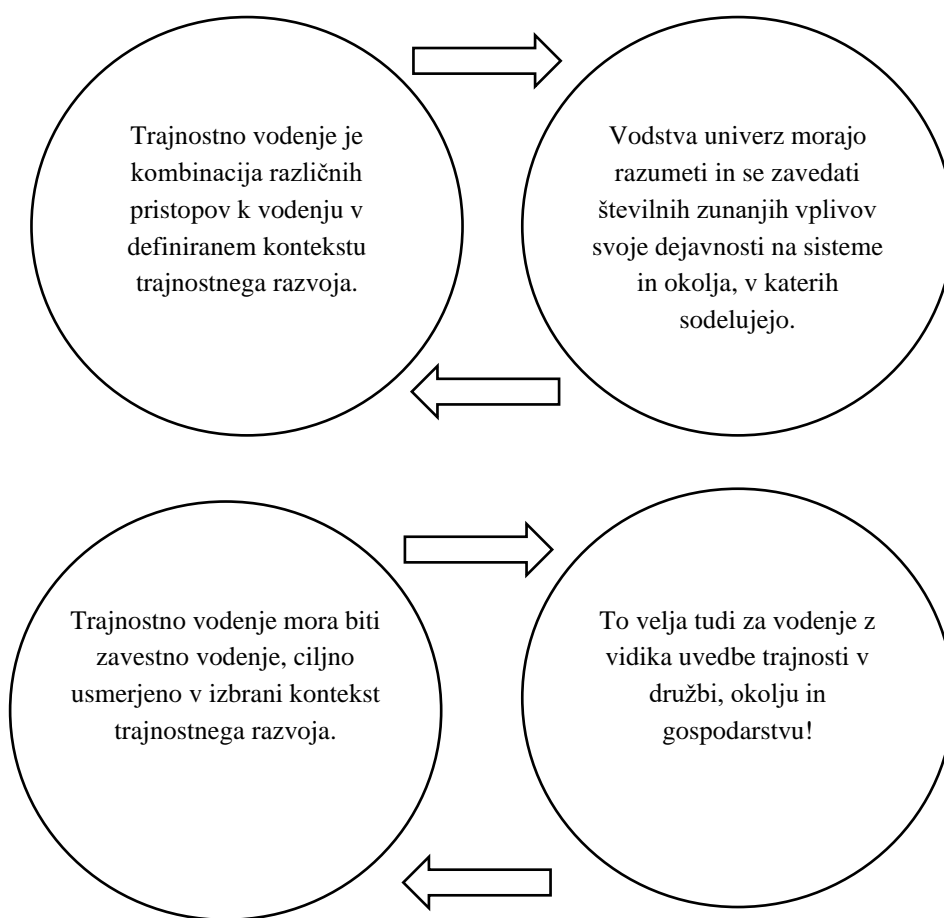 Trajnostno vodenje je
kombinacija različnih
pristopov k vodenju v
definiranem kontekstu
trajnostnega razvoja.
Vodstva univerz morajo
razumeti in se zavedati
številnih zunanjih vplivov
svoje dejavnosti na sisteme
in okolja, v katerih
sodelujejo.
Trajnostno vodenje mora biti
zavestno vodenje, ciljno
usmerjeno v izbrani kontekst
trajnostnega razvoja.
To velja tudi za vodenje z
vidika uvedbe trajnosti v
družbi, okolju in
gospodarstvu!